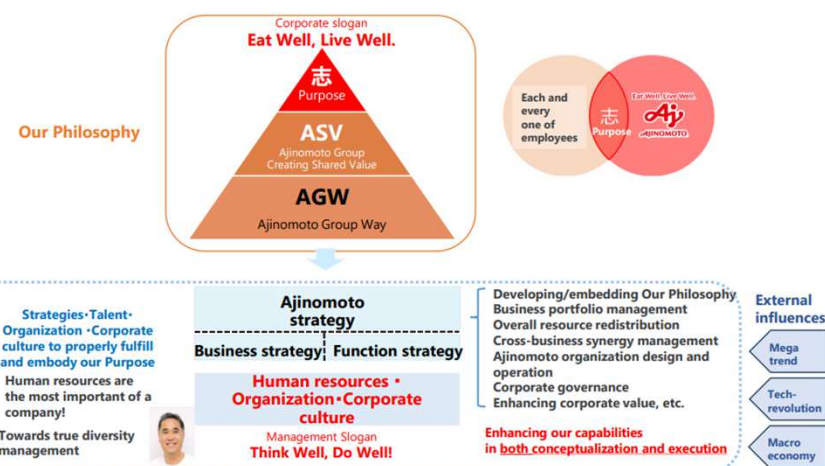 Corporate slogan
Eat Well, Live Well.
志
Purpose
ASV
Ajinomoto Group
Creating Shared Value
AGW
Ajinomoto Group Way
Our Philosophy
Each and
every
one of
employees
志
Purpose
Eat Well, Live Well.
Aj
AJINOMOTO
Strategies・Talent・
Organization・Corporate
culture to properly fulfill
and embody our Purpose
Human resources are
the most important of a
company!
Towards true diversity
management
Ajinomoto
strategy
Business strategy
Function strategy
Human resources・
Organization・Corporate
culture
Management Slogan
Think Well, Do Well!
Developing/embedding Our Philosophy
Business portfolio management
Overall resource redistribution
Cross-business synergy management
Ajinomoto organization design and
operation
Corporate governance
Enhancing corporate value, etc.
Enhancing our capabilities
in both conceptualization and execution
External
influences
Mega
trend
Tech-
revolution
Macro
economy